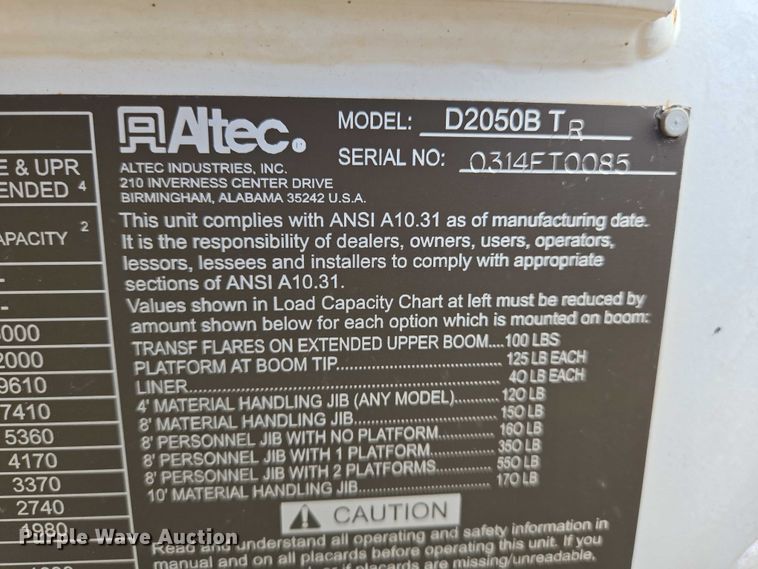 Altec.
MODEL: D2050B TR
SERIAL NO: 0314FT0085
ALTEC INDUSTRIES, INC.
210 INVERNESS CENTER DRIVE
BIRMINGHAM, ALABAMA 35242 U.S.A.
This unit complies with ANSI A10.31 as of manufacturing date.
It is the responsibility of dealers, owners, users, operators,
lessors, lessees and installers to comply with appropriate
sections of ANSI A10.31.
Values shown in Load Capacity Chart at left must be reduced by
amount shown below for each option which is mounted on boom:
TRANSF FLARES ON EXTENDED UPPER BOOM....100 LBS
PLATFORM AT BOOM TIP...125 LB EACH
LINER...40 LB EACH
4' MATERIAL HANDLING JIB (ANY MODEL)...120 LB
8' MATERIAL HANDLING JIB...150 LB
8' PERSONNEL JIB WITH NO PLATFORM...160 LB
8' PERSONNEL JIB WITH 1 PLATFORM...350 LB
8' PERSONNEL JIB WITH 2 PLATFORMS...550 LB
10' MATERIAL HANDLING JIB...170 LB
CAUTION
Read and understand all operating and safety information in
manual and on all placards before operating this unit. If you
are missing/unreadable,
E & UPR
ENDED 4
APACITY 2
-
-
000
2000
9610
7410
5360
4170
3370
2740
4980
Purple Wave Auction